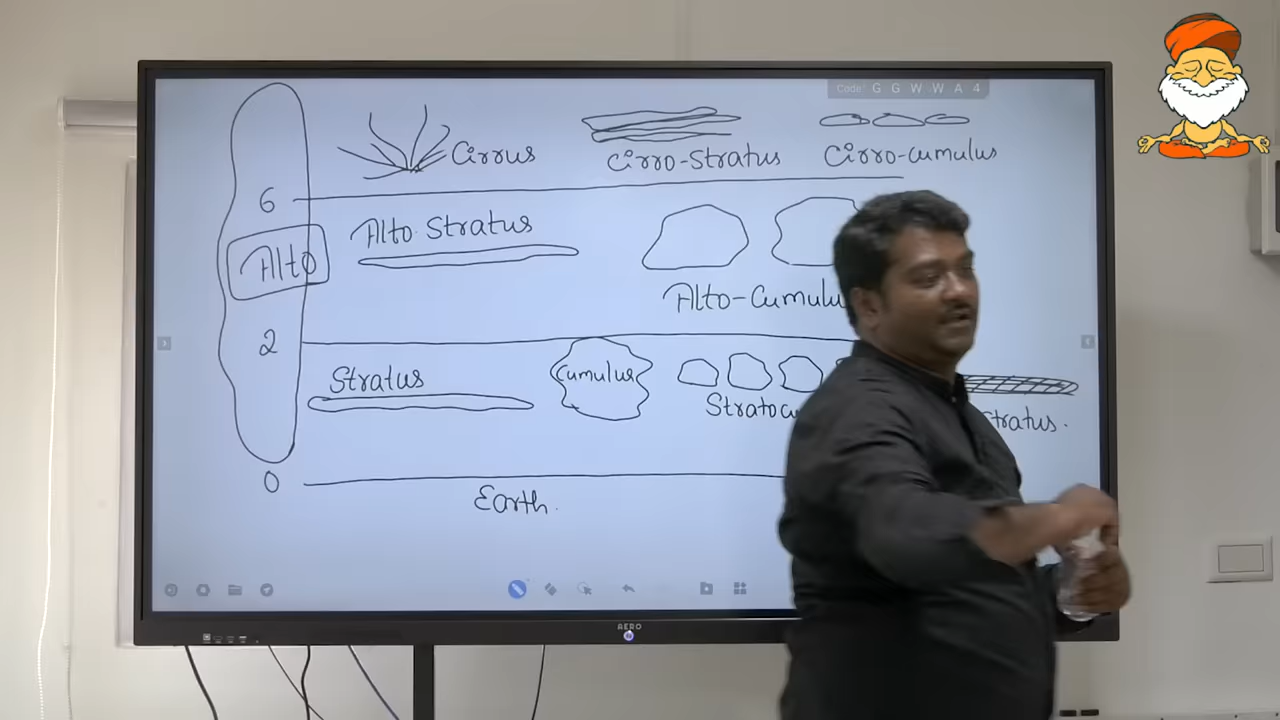 Code: G G W W A 4
Cirrus
Cirro-Stratus
Cirro-cumulus
6
Alto Stratus
Alto
Alto-Cumulu
2
Stratus
Cumulus
Stratocu
Stratus.
0
Earth.
AERO